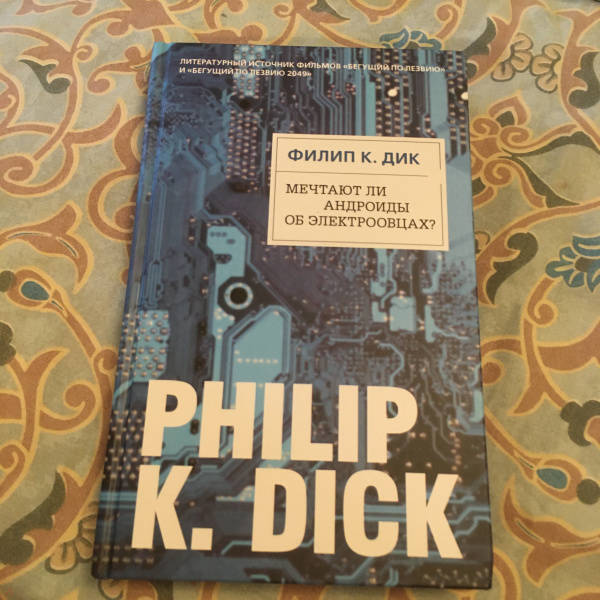 ЛИТЕРАТУРНЫЙ ИСТОЧНИК ФИЛЬМОВ «БЕГУЩИЙ ПО ЛЕЗВИЮ»
И «БЕГУЩИЙ ПО ЛЕЗВИЮ 2049»
ФИЛИП К. ДИК
МЕЧТАЮТ ЛИ
АНДРОИДЫ
ОБ ЭЛЕКТРООВЦАХ?
PHILIP
K. DICK